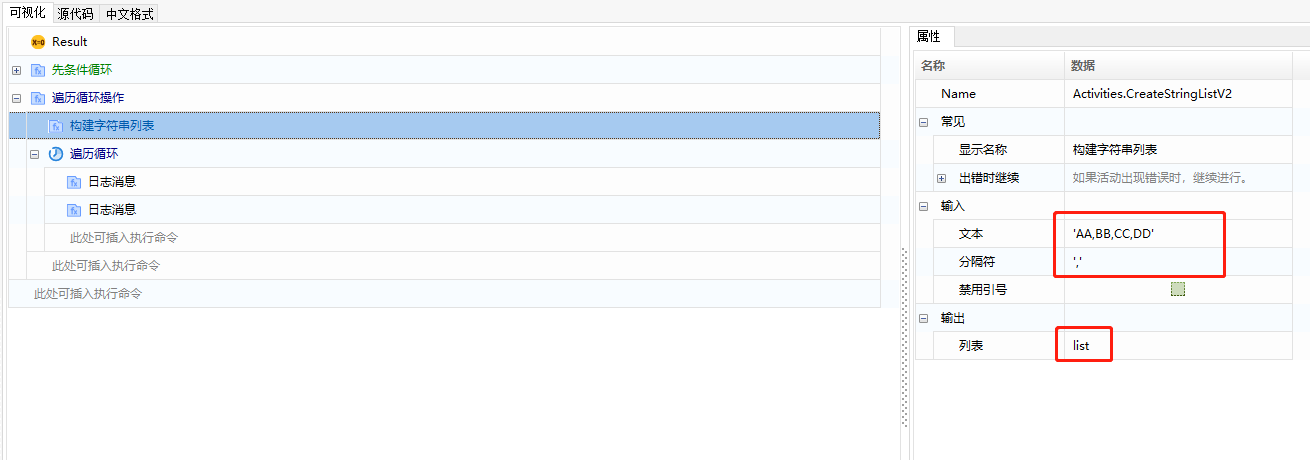 可视化 源代码 中文格式
X=0 Result
fx 先条件循环
fx 遍历循环操作
fx 构建字符串列表
遍历循环
fx 日志消息
fx 日志消息
此处可插入执行命令
此处可插入执行命令
此处可插入执行命令
属性
名称 数据
Name Activities.CreateStringListV2
常见
显示名称 构建字符串列表
出错时继续 如果活动出现错误时，继续进行。
输入
文本 'AA,BB,CC,DD'
分隔符 ','
禁用引号
输出
列表 list